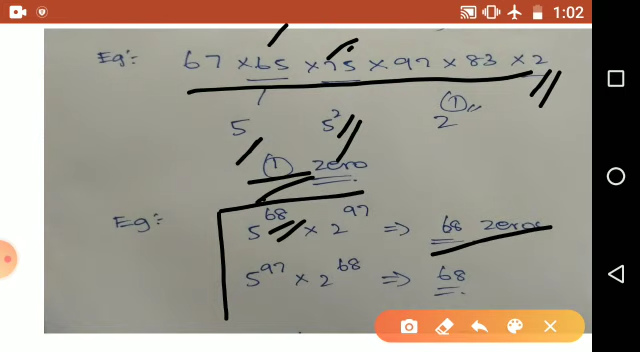 1:02
Eg:- 67 × 65 × 75 × 97 × 83 × 2
5 5² 2①
① zero
Eg:- 5^68 × 2^97 => 68 zeros
5^97 × 2^68 => 68